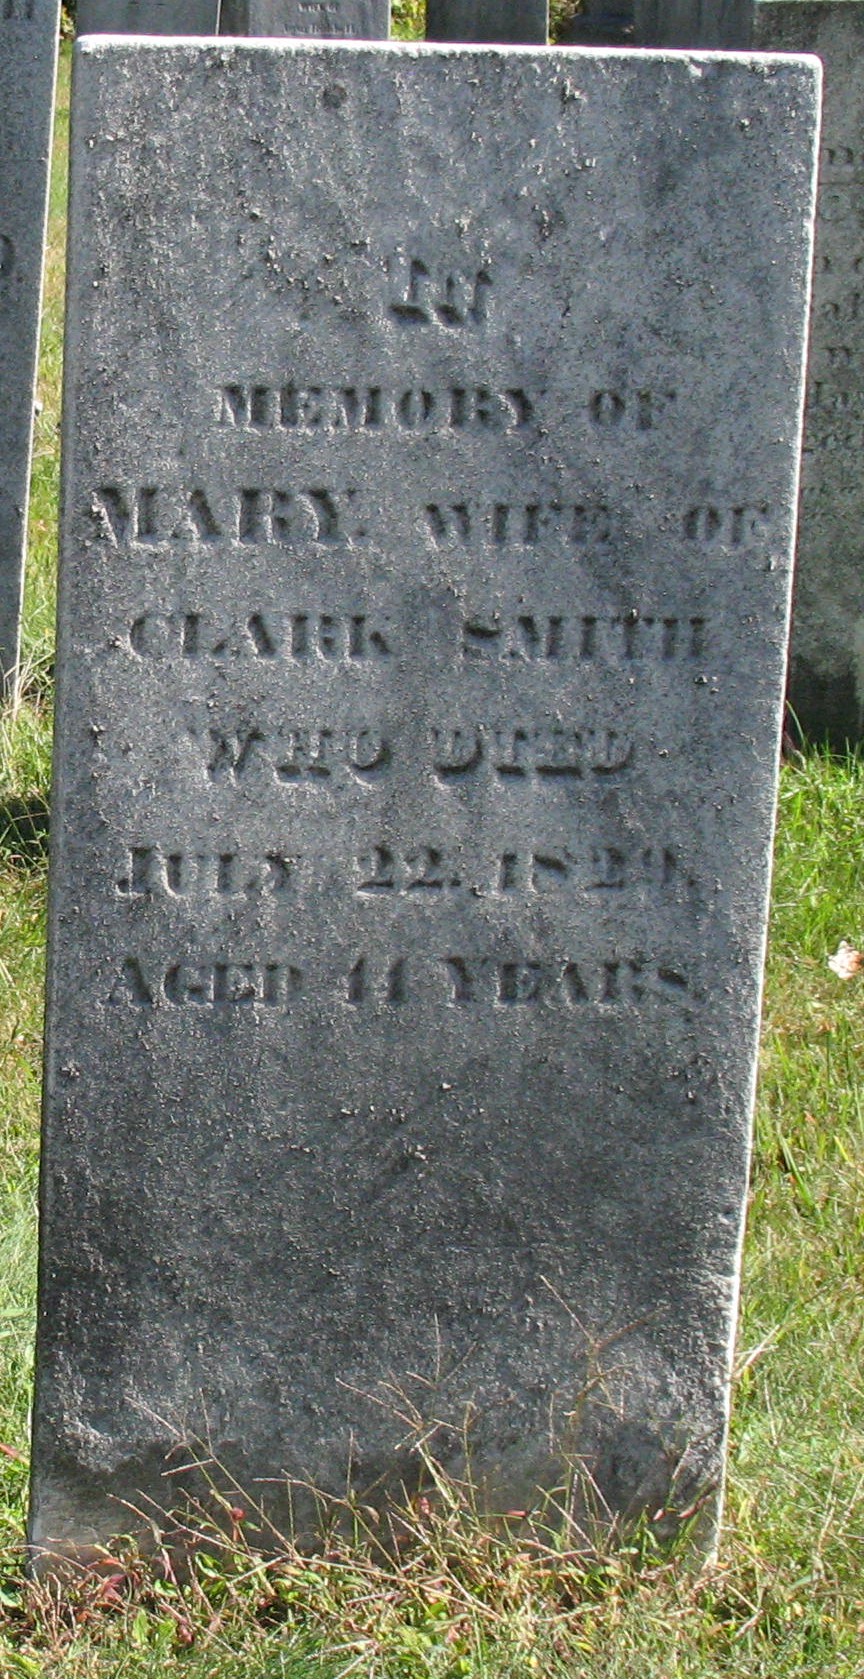 In
MEMORY OF
MARY. WIFE OF
CLARK SMITH
WHO DIED
JULY 22. 1829.
AGED 44 YEARS.